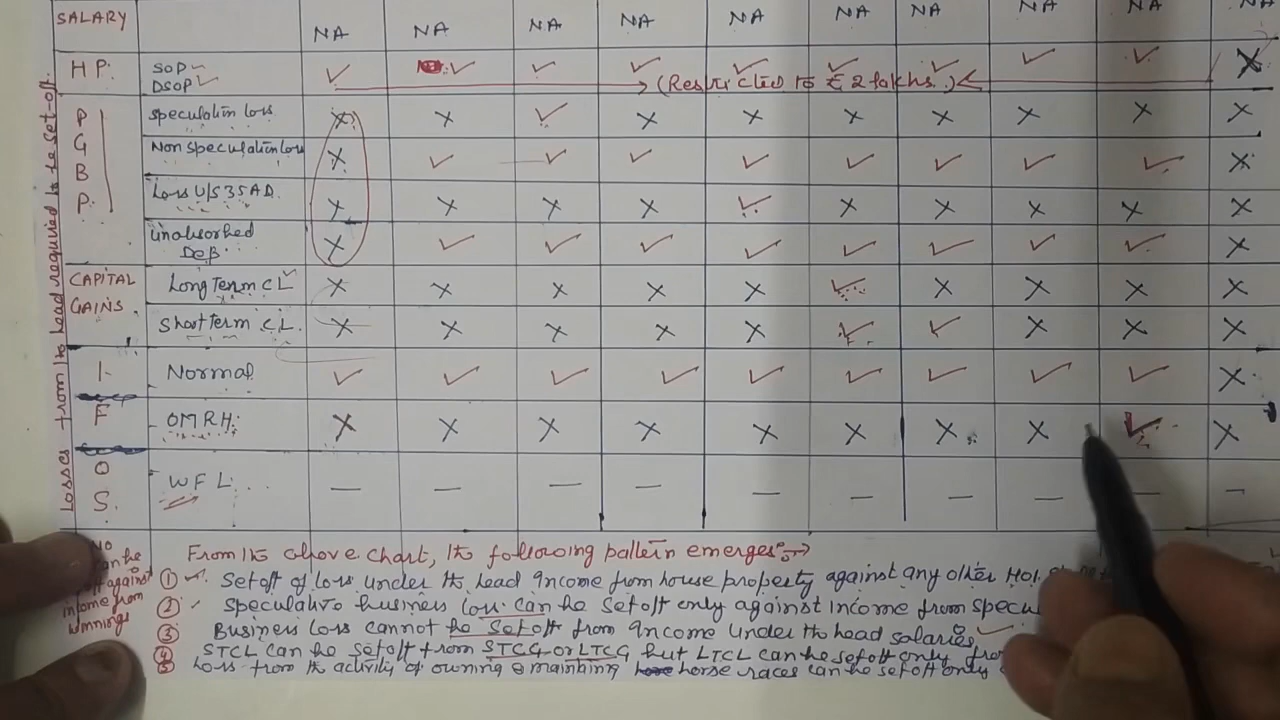 SALARY NA NA NA NA NA NA NA NA NA NA
H P. SOP
DSOP
(Restricted to ₹ 2 lakhs.)
P G B P.
Speculation loss
Non speculation loss
Loss U/S 35 AD.
Unabsorbed
Dep.
CAPITAL
GAINS
Long Term C L
Short term C L.
I F O S.
Normal
OMRH.
WFL
Losses from the head required to be set-off.
No
can be
against
income from
winnings
From the above chart, the following pattern emerges
① Set off of loss under the head income from house property against any other HOI
② Speculative business loss can be set off only against income from specu
③ Business loss cannot be set off from income under the head salaries
④ STCL can be set off from STCG or LTCG but LTCL can be set off only from
⑤ Loss from the activity of owning & maintaining horse races can be set off only